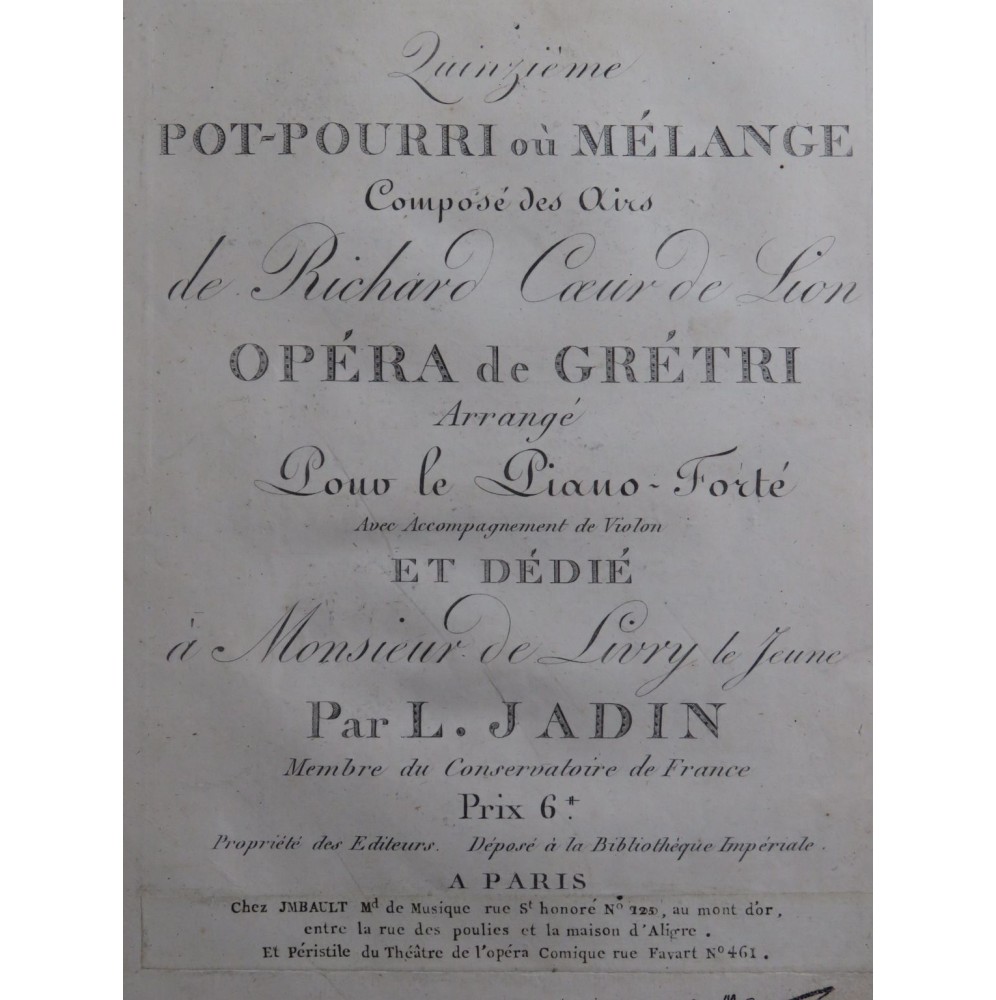 Quinzième
POT-POURRI où MÉLANGE
Composé des Airs
de Richard Cœur de Lion
OPÉRA de GRÉTRI
Arrangé
Pour le Piano-Forté
Avec Accompagnement de Violon
ET DÉDIÉ
à Monsieur de Livry le Jeune
Par L. JADIN
Membre du Conservatoire de France
Prix 6ᵗᵗ.
Propriété des Editeurs. Déposé à la Bibliothèque Impériale.
A PARIS
Chez JMBAULT Mᵈ de Musique rue Sᵗ honoré Nº 125, au mont d'or,
entre la rue des poulies et la maison d'Aligre.
Et Péristile du Théâtre de l'opéra Comique rue Favart Nº 461.